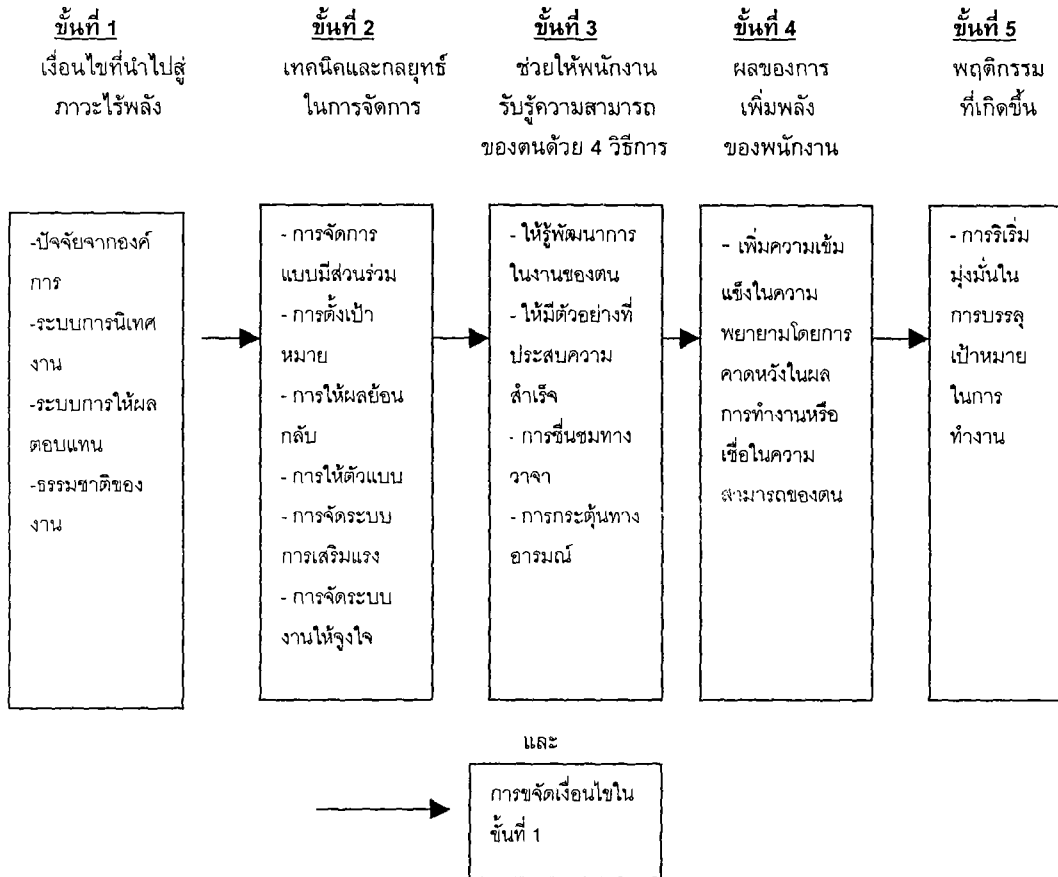 ขั้นที่ 1
เงื่อนไขที่นำไปสู่
ภาวะไร้พลัง
ขั้นที่ 2
เทคนิคและกลยุทธ์
ในการจัดการ
ขั้นที่ 3
ช่วยให้พนักงาน
รับรู้ความสามารถ
ของตนด้วย 4 วิธีการ
ขั้นที่ 4
ผลของการ
เพิ่มพลัง
ของพนักงาน
ขั้นที่ 5
พฤติกรรม
ที่เกิดขึ้น
-ปัจจัยจากองค์
การ
-ระบบการนิเทศ
งาน
-ระบบการให้ผล
ตอบแทน
-ธรรมชาติของ
งาน
- การจัดการ
แบบมีส่วนร่วม
- การตั้งเป้า
หมาย
- การให้ผลย้อน
กลับ
- การให้ตัวแบบ
- การจัดระบบ
การเสริมแรง
- การจัดระบบ
งานให้จูงใจ
- ให้รู้พัฒนาการ
ในงานของตน
- ให้มีตัวอย่างที่
ประสบความ
สำเร็จ
- การชื่นชมทาง
วาจา
- การกระตุ้นทาง
อารมณ์
- เพิ่มความเข้ม
แข็งในความ
พยายามโดยการ
คาดหวังในผล
การทำงานหรือ
เชื่อในความ
สามารถของตน
- การริเริ่ม
มุ่งมั่นใน
การบรรลุ
เป้าหมาย
ในการ
ทำงาน
และ
การขจัดเงื่อนไขใน
ขั้นที่ 1